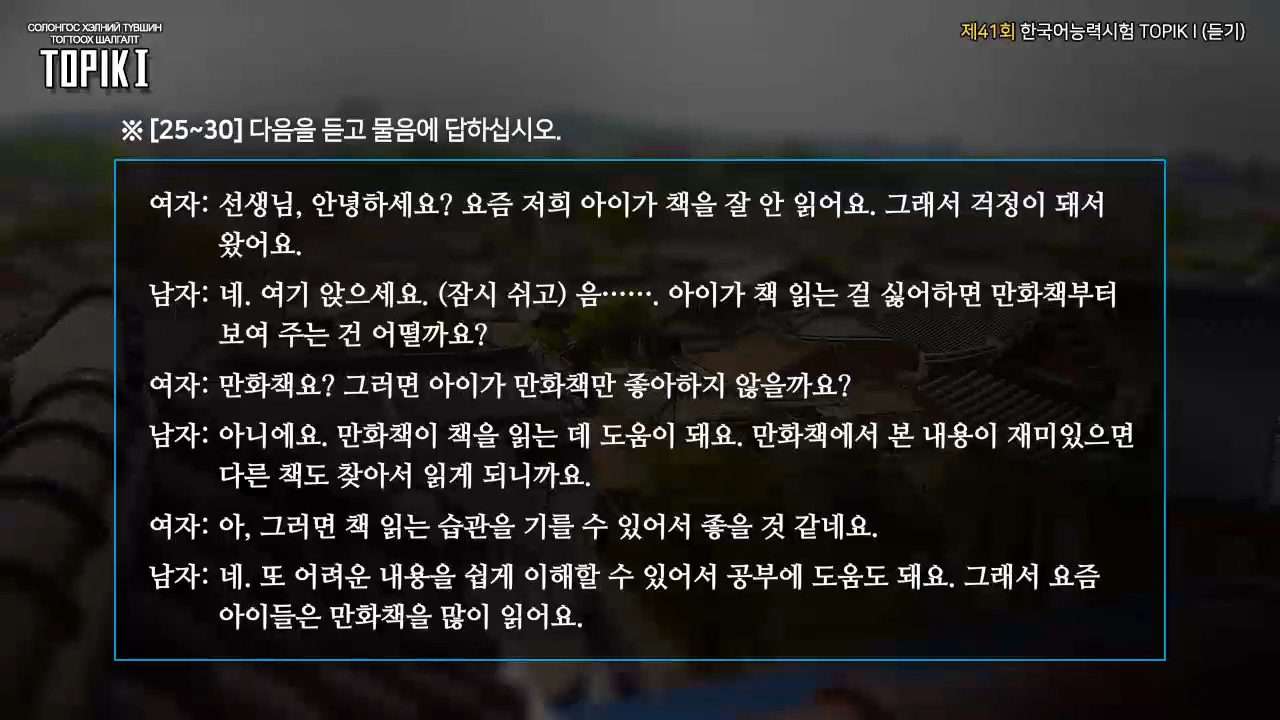 СОЛОНГОС ХЭЛНИЙ ТҮВШИН
ТОГТООХ ШАЛГАЛТ
TOPIK I
제41회 한국어능력시험 TOPIK I (듣기)
※ [25~30] 다음을 듣고 물음에 답하십시오.
여자: 선생님, 안녕하세요? 요즘 저희 아이가 책을 잘 안 읽어요. 그래서 걱정이 돼서
왔어요.
남자: 네. 여기 앉으세요. (잠시 쉬고) 음……. 아이가 책 읽는 걸 싫어하면 만화책부터
보여 주는 건 어떨까요?
여자: 만화책요? 그러면 아이가 만화책만 좋아하지 않을까요?
남자: 아니에요. 만화책이 책을 읽는 데 도움이 돼요. 만화책에서 본 내용이 재미있으면
다른 책도 찾아서 읽게 되니까요.
여자: 아, 그러면 책 읽는 습관을 기를 수 있어서 좋을 것 같네요.
남자: 네. 또 어려운 내용을 쉽게 이해할 수 있어서 공부에 도움도 돼요. 그래서 요즘
아이들은 만화책을 많이 읽어요.